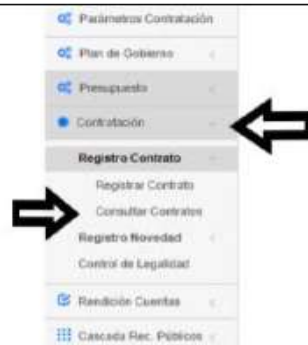 Parámetros Contratación
Plan de Gobierno
Presupuesto
Contratación
Registro Contrato
Registrar Contrato
Consultar Contratos
Registro Novedad
Control de Legalidad
Rendición Cuentas
Cascada Rec. Públicos